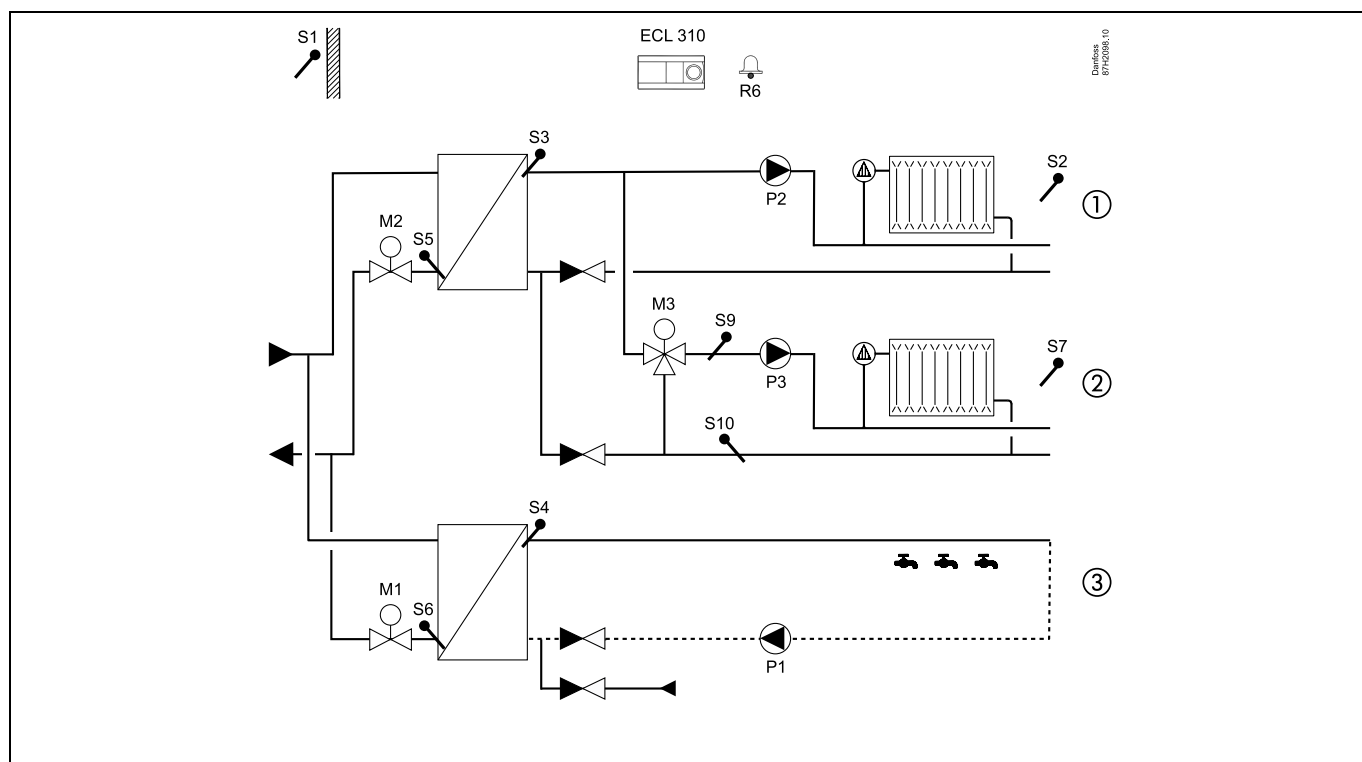 S1
ECL 310
R6
Danfoss
87H2098.10
S3
S2
P2
①
M2
S5
M3
S9
S7
P3
②
S10
S4
M1
S6
③
P1